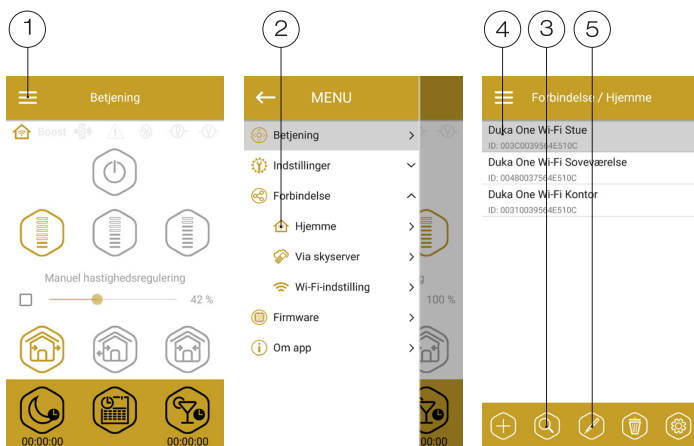 1
2
4
3
5
Betjening
Boost
Manuel hastighedsregulering
42 %
00:00:00
00:00:00
MENU
Betjening
Indstillinger
Forbindelse
Hjemme
Via skyserver
Wi-Fi-indstilling
Firmware
Om app
g
100 %
00:00
Forbindelse / Hjemme
Duka One Wi-Fi Stue
ID: 003C0039564E510C
Duka One Wi-Fi Soveværelse
ID: 00480037564E510C
Duka One Wi-Fi Kontor
ID: 00310039564E510C